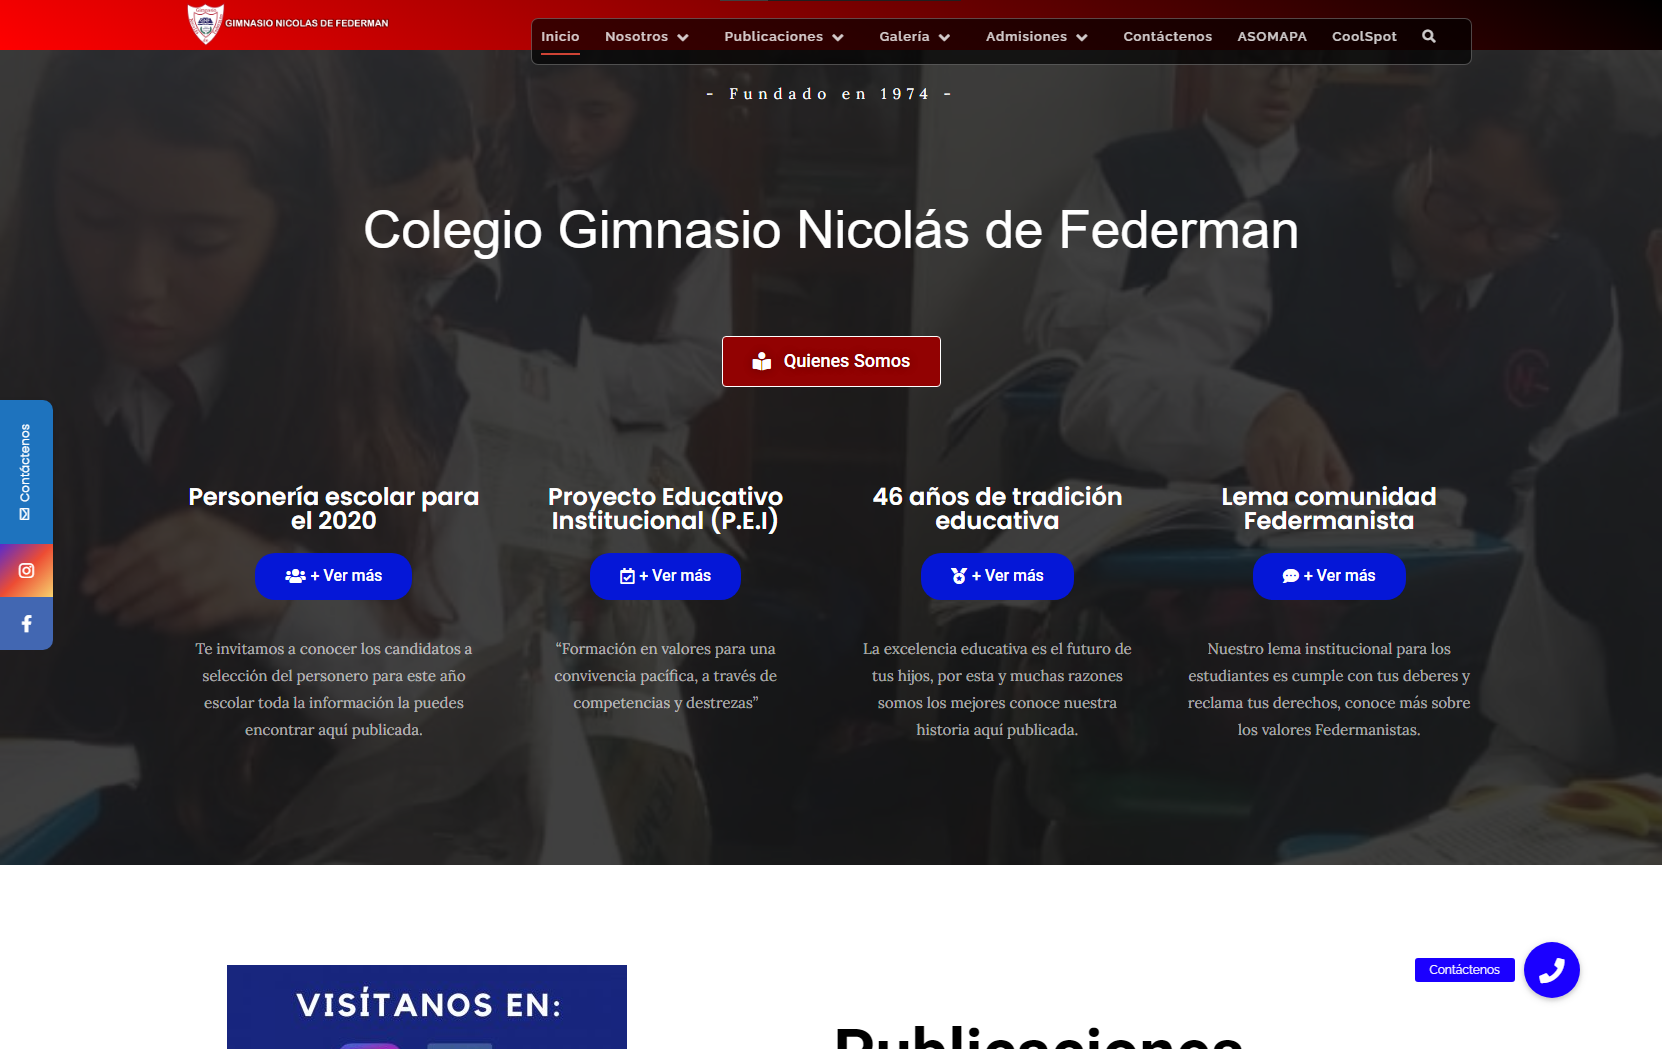 GIMNASIO NICOLAS DE FEDERMAN
Inicio Nosotros Publicaciones Galería Admisiones Contáctenos ASOMAPA CoolSpot
- Fundado en 1974 -
Colegio Gimnasio Nicolás de Federman
Quienes Somos
Contáctenos
Personería escolar para
el 2020
+ Ver más
Te invitamos a conocer los candidatos a
selección del personero para este año
escolar toda la información la puedes
encontrar aquí publicada.
Proyecto Educativo
Institucional (P.E.I)
+ Ver más
“Formación en valores para una
convivencia pacífica, a través de
competencias y destrezas”
46 años de tradición
educativa
+ Ver más
La excelencia educativa es el futuro de
tus hijos, por esta y muchas razones
somos los mejores conoce nuestra
historia aquí publicada.
Lema comunidad
Federmanista
+ Ver más
Nuestro lema institucional para los
estudiantes es cumple con tus deberes y
reclama tus derechos, conoce más sobre
los valores Federmanistas.
VISÍTANOS EN:
Publicaciones
Contáctenos